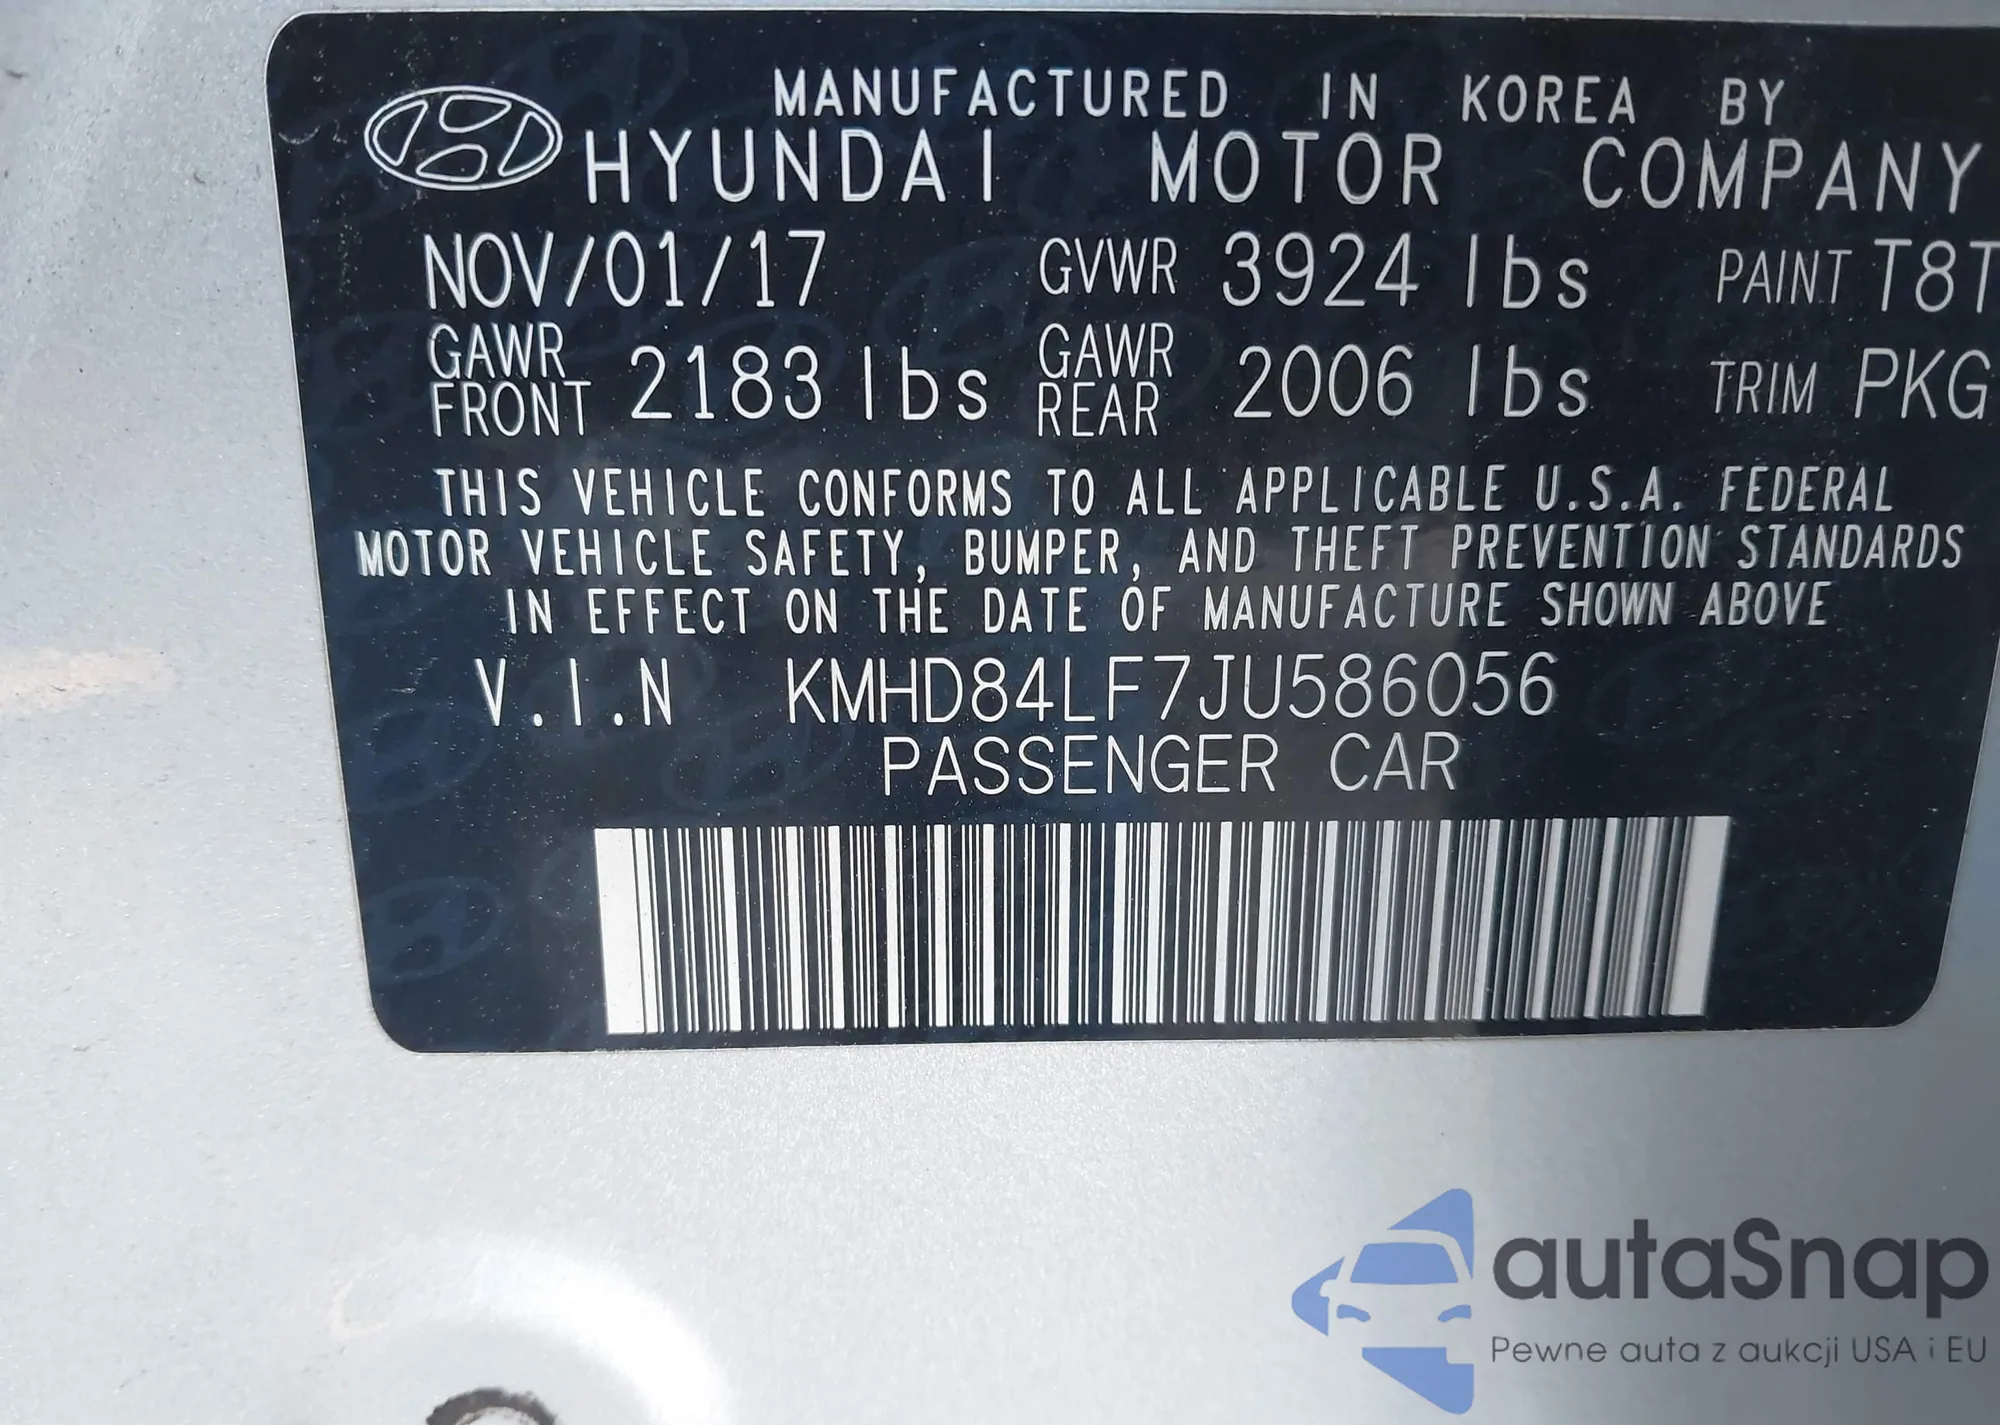 MANUFACTURED IN KOREA BY
HYUNDAI MOTOR COMPANY
NOV/01/17 GVWR 3924 lbs PAINT T8T
GAWR FRONT 2183 lbs GAWR REAR 2006 lbs TRIM PKG
THIS VEHICLE CONFORMS TO ALL APPLICABLE U.S.A. FEDERAL
MOTOR VEHICLE SAFETY, BUMPER, AND THEFT PREVENTION STANDARDS
IN EFFECT ON THE DATE OF MANUFACTURE SHOWN ABOVE
V.I.N KMHD84LF7JU586056
PASSENGER CAR
autaSnap
Pewne auta z aukcji USA i EU